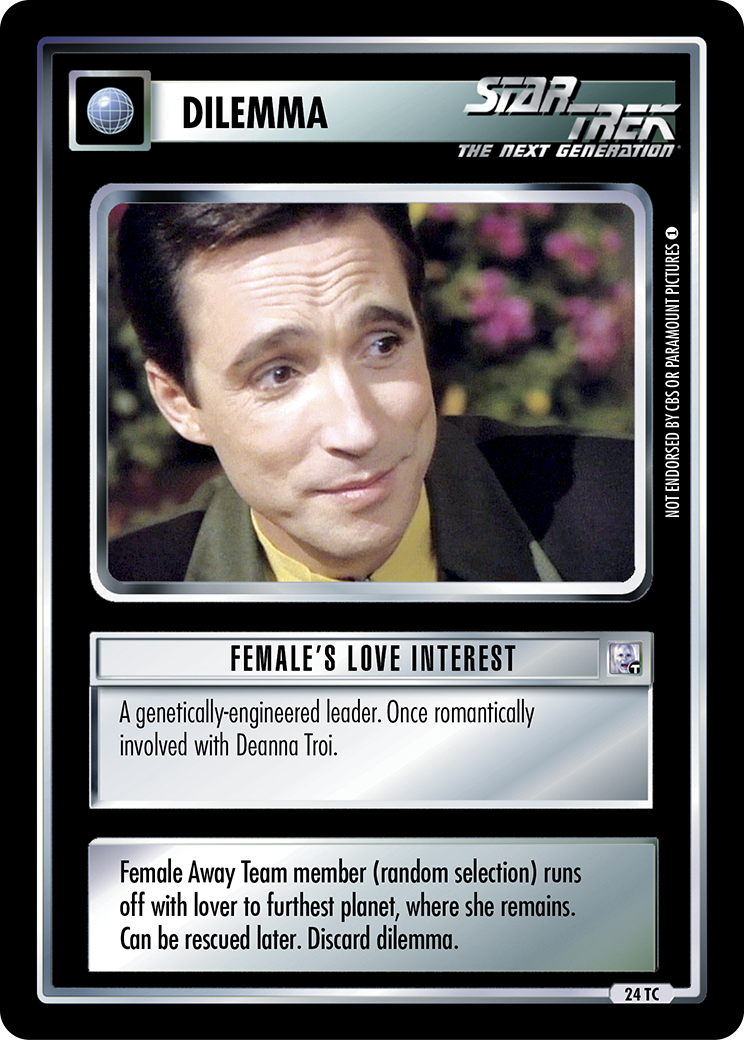 DILEMMA
STAR TREK
THE NEXT GENERATION
NOT ENDORSED BY CBS OR PARAMOUNT PICTURES 1
FEMALE'S LOVE INTEREST
T
A genetically-engineered leader. Once romantically
involved with Deanna Troi.
Female Away Team member (random selection) runs
off with lover to furthest planet, where she remains.
Can be rescued later. Discard dilemma.
24 TC